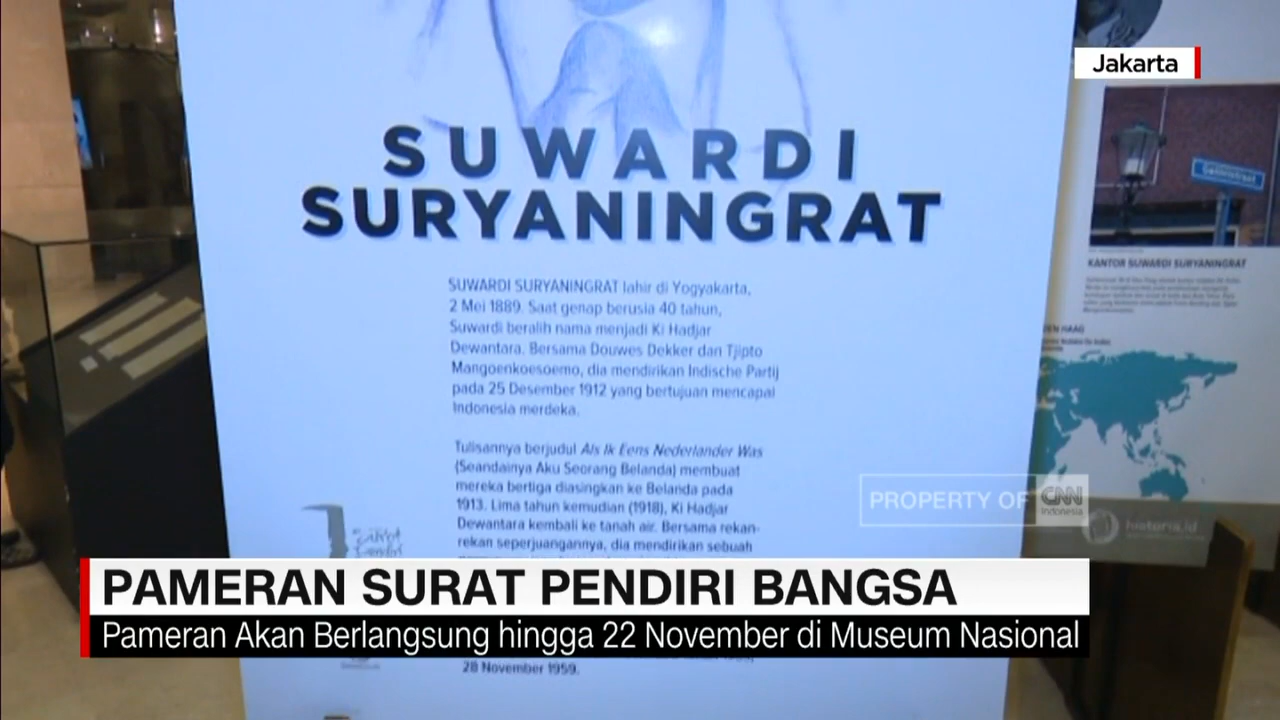 Jakarta
SUWARDI
SURYANINGRAT
SUWARDI SURYANINGRAT lahir di Yogyakarta,
2 Mei 1889. Saat genap berusia 40 tahun,
Suwardi beralih nama menjadi Ki Hadjar
Dewantara. Bersama Douwes Dekker dan Tjipto
Mangoenkoesoemo, dia mendirikan Indische Partij
pada 25 Desember 1912 yang bertujuan mencapai
Indonesia merdeka.
Tulisannya berjudul Als Ik Eens Nederlander Was
(Seandainya Aku Seorang Belanda) membuat
mereka bertiga diasingkan ke Belanda pada
1913. Lima tahun kemudian (1918), Ki Hadjar
Dewantara kembali ke tanah air. Bersama rekan-
rekan seperjuangannya, dia mendirikan sebuah
28 November 1959.
KANTOR SUWARDI SURYANINGRAT
DEN HAAG
PROPERTY OF CNN
Indonesia
historia.id
PAMERAN SURAT PENDIRI BANGSA
Pameran Akan Berlangsung hingga 22 November di Museum Nasional